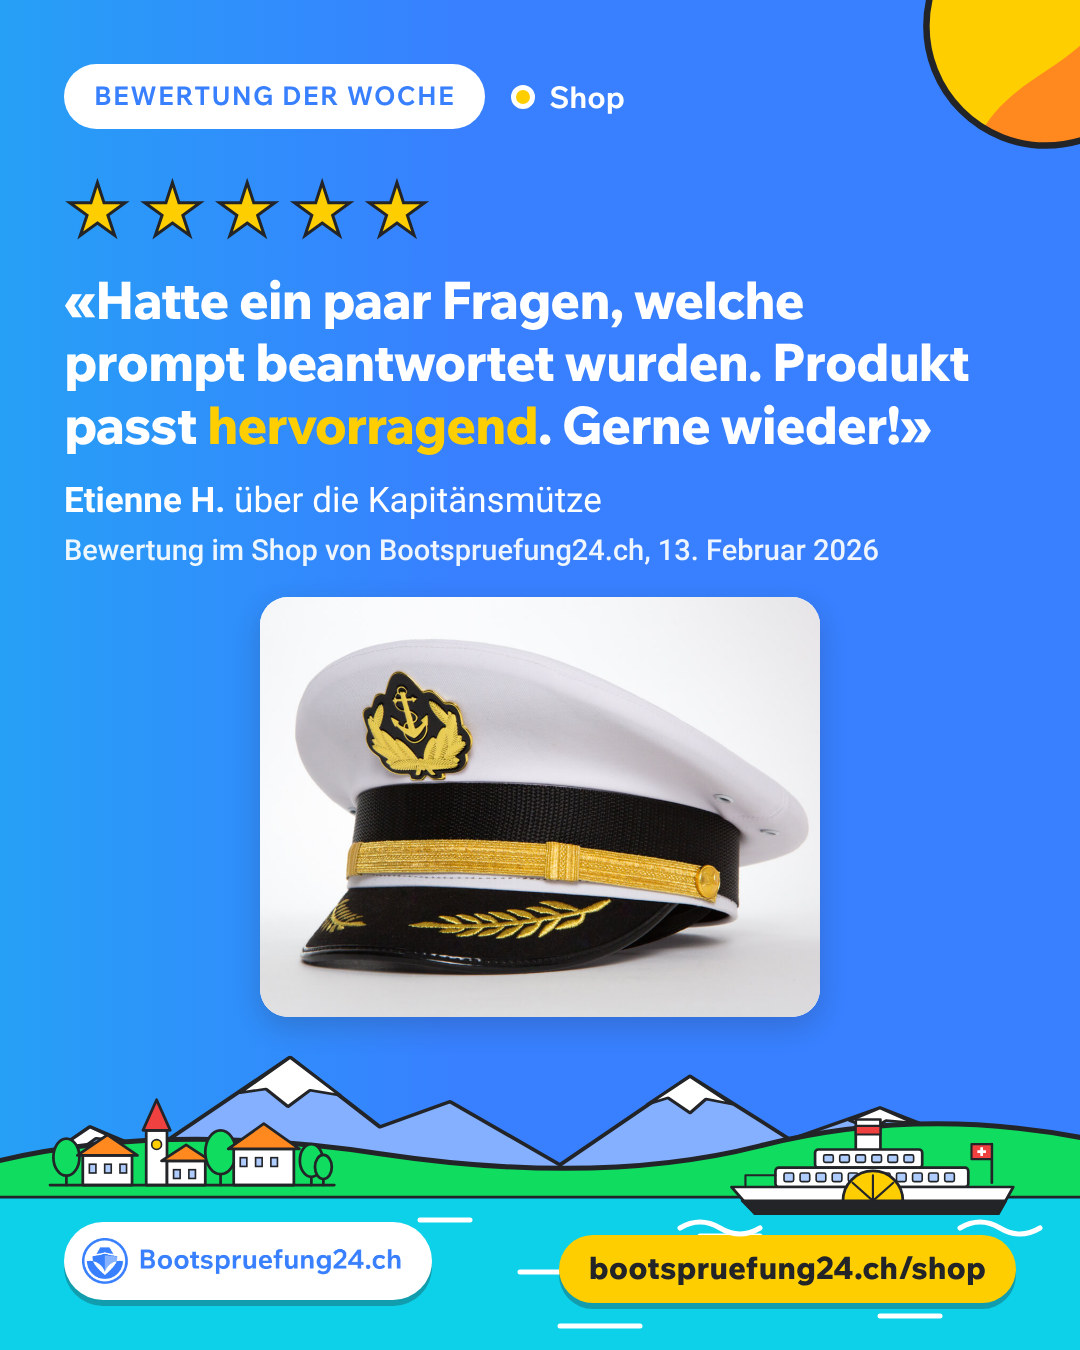 BEWERTUNG DER WOCHE
Shop
«Hatte ein paar Fragen, welche
prompt beantwortet wurden. Produkt
passt hervorragend. Gerne wieder!»
Etienne H. über die Kapitänsmütze
Bewertung im Shop von Bootspruefung24.ch, 13. Februar 2026
Bootspruefung24.ch
bootspruefung24.ch/shop